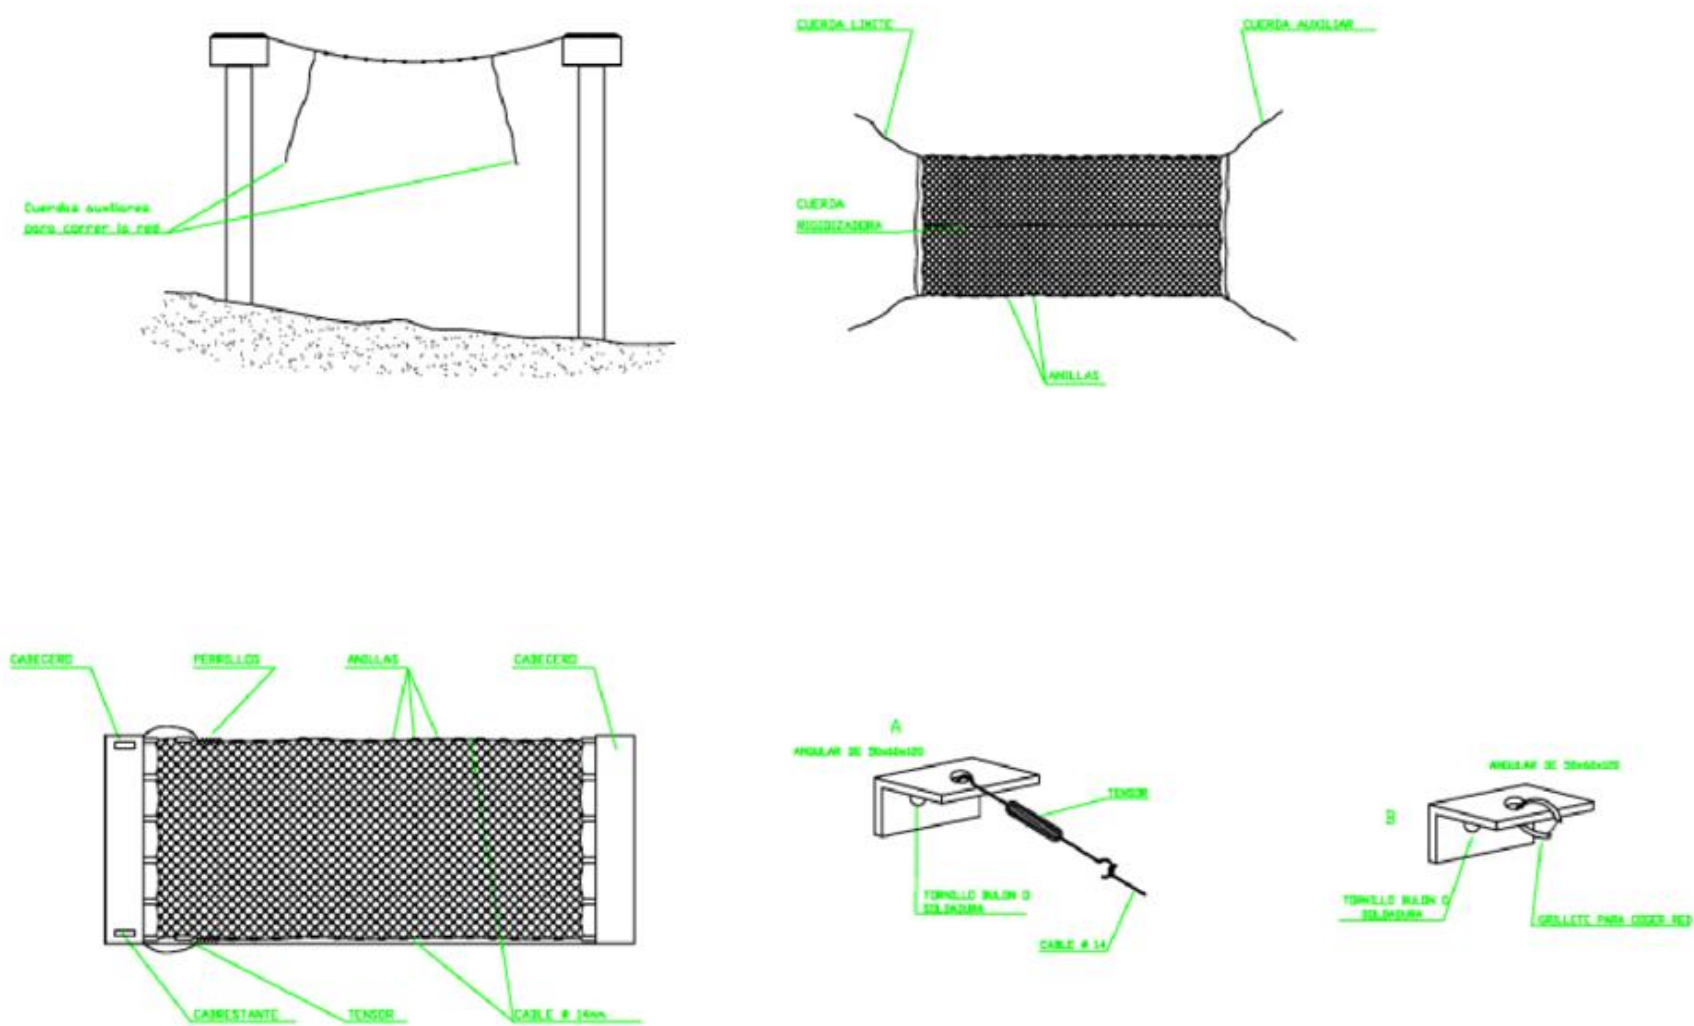 CUERDA LIMITE
CUERDA AUXILIAR
Cuerdas auxiliares
para correr la red
CUERDA
RIGIDIZADORA
ANILLAS
CABECERO
PERRILLOS
ANILLAS
CABECERO
CABRESTANTE
TENSOR
CABLE # 14mm.
A
ANGULAR DE 50x60x120
TENSOR
TORNILLO BULON O
SOLDADURA
CABLE # 14
ANGULAR DE 50x60x120
B
TORNILLO BULON O
SOLDADURA
GRILLETE PARA COGER RED